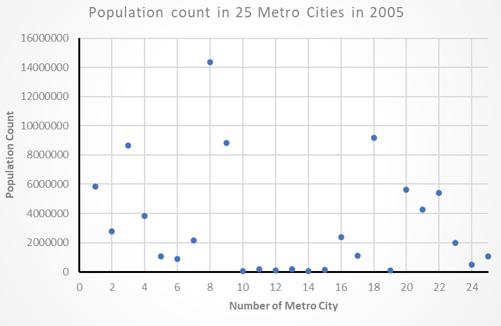 Population count in 25 Metro Cities in 2005
16000000
14000000
12000000
10000000
8000000
6000000
4000000
2000000
0
Population Count
0 2 4 6 8 10 12 14 16 18 20 22 24
Number of Metro City